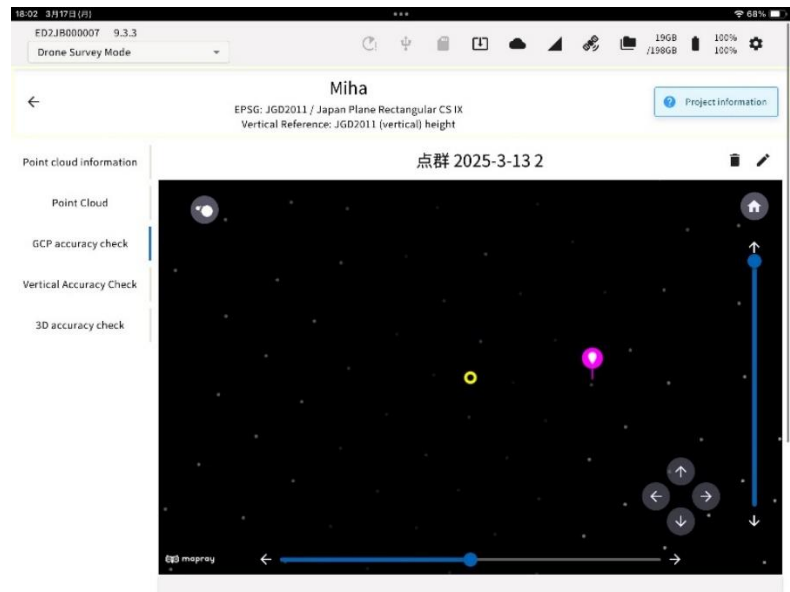 18:02 3月17日(月)
68%
ED2JB000007 9.3.3
Drone Survey Mode
19GB
/198GB
100%
100%
Miha
EPSG: JGD2011 / Japan Plane Rectangular CS IX
Vertical Reference: JGD2011 (vertical) height
Project information
Point cloud information
点群 2025-3-13 2
Point Cloud
GCP accuracy check
Vertical Accuracy Check
3D accuracy check
mapray